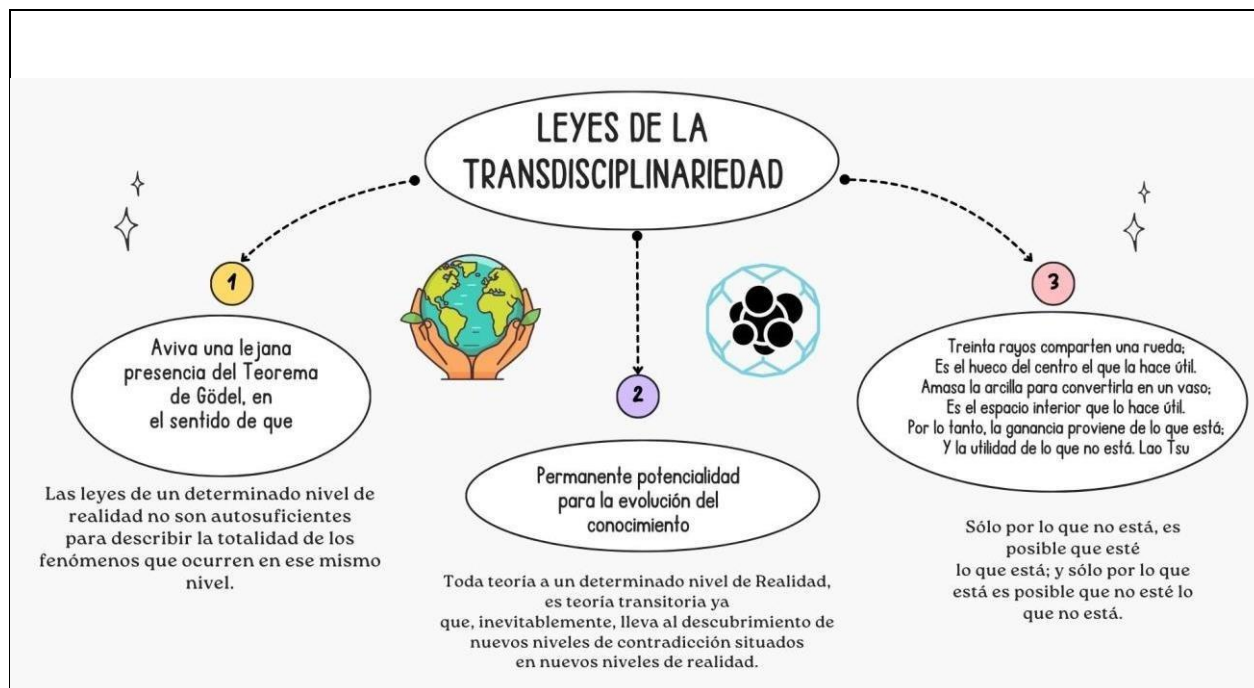 LEYES DE LA
TRANSDISCIPLINARIEDAD
1
Aviva una lejana
presencia del Teorema
de Gödel, en
el sentido de que
Las leyes de un determinado nivel de
realidad no son autosuficientes
para describir la totalidad de los
fenómenos que ocurren en ese mismo
nivel.
2
Permanente potencialidad
para la evolución del
conocimiento
Toda teoría a un determinado nivel de Realidad,
es teoría transitoria ya
que, inevitablemente, lleva al descubrimiento de
nuevos niveles de contradicción situados
en nuevos niveles de realidad.
3
Treinta rayos comparten una rueda;
Es el hueco del centro el que la hace útil.
Amasa la arcilla para convertirla en un vaso;
Es el espacio interior que lo hace útil.
Por lo tanto, la ganancia proviene de lo que está;
Y la utilidad de lo que no está. Lao Tsu
Sólo por lo que no está, es
posible que esté
lo que está; y sólo por lo que
está es posible que no esté lo
que no está.